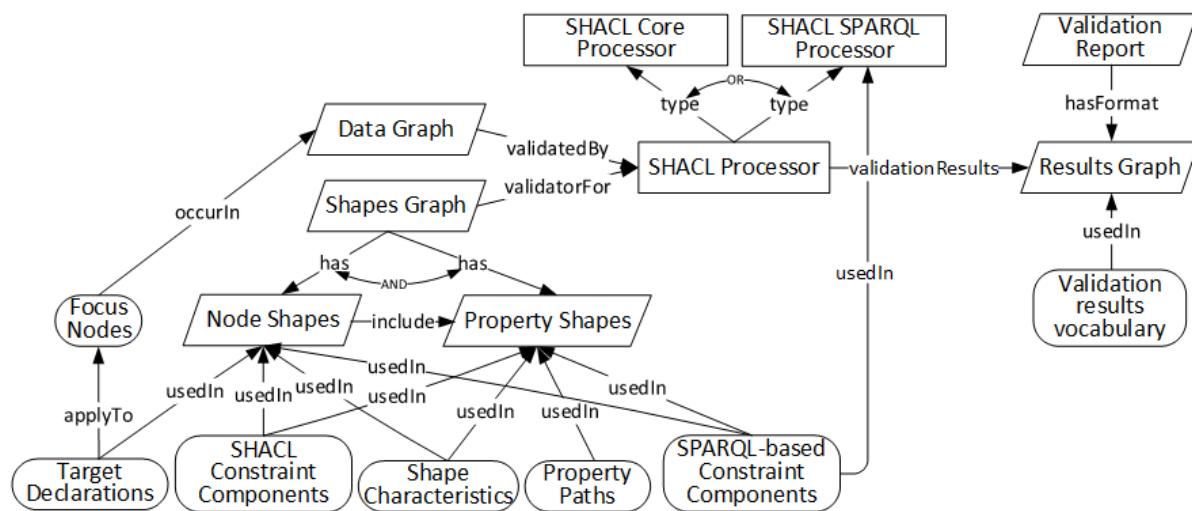 SHACL Core
Processor
SHACL SPARQL
Processor
Validation
Report
OR
type
type
hasFormat
Data Graph
validatedBy
SHACL Processor
validationResults
Results Graph
validatorFor
Shapes Graph
occurIn
usedIn
has
AND
has
usedIn
Focus
Nodes
Node Shapes
include
Property Shapes
Validation
results
vocabulary
usedIn
usedIn
usedIn
usedIn
usedIn
usedIn
usedIn
usedIn
applyTo
Target
Declarations
SHACL
Constraint
Components
Shape
Characteristics
Property
Paths
SPARQL-based
Constraint
Components